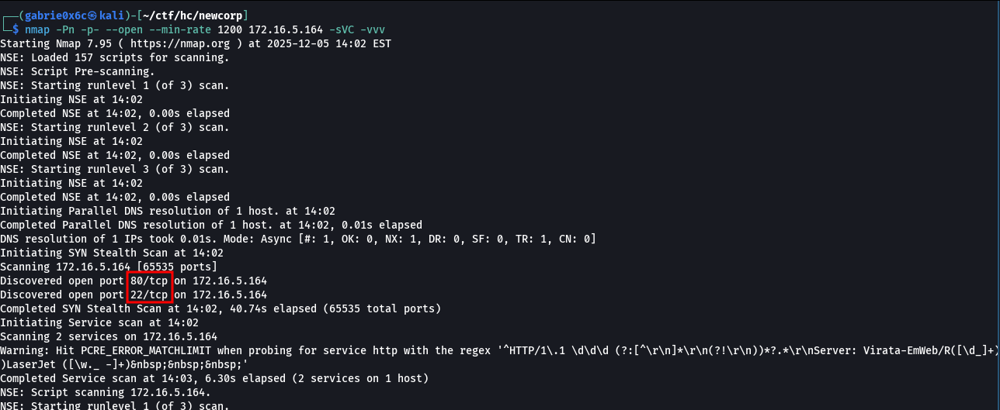 ┌──(gabrie0x6c㉿kali)-[~/ctf/hc/newcorp]
└─$ nmap -Pn -p- --open --min-rate 1200 172.16.5.164 -sVC -vvv
Starting Nmap 7.95 ( https://nmap.org ) at 2025-12-05 14:02 EST
NSE: Loaded 157 scripts for scanning.
NSE: Script Pre-scanning.
NSE: Starting runlevel 1 (of 3) scan.
Initiating NSE at 14:02
Completed NSE at 14:02, 0.00s elapsed
NSE: Starting runlevel 2 (of 3) scan.
Initiating NSE at 14:02
Completed NSE at 14:02, 0.00s elapsed
NSE: Starting runlevel 3 (of 3) scan.
Initiating NSE at 14:02
Completed NSE at 14:02, 0.00s elapsed
Initiating Parallel DNS resolution of 1 host. at 14:02
Completed Parallel DNS resolution of 1 host. at 14:02, 0.01s elapsed
DNS resolution of 1 IPs took 0.01s. Mode: Async [#: 1, OK: 0, NX: 1, DR: 0, SF: 0, TR: 1, CN: 0]
Initiating SYN Stealth Scan at 14:02
Scanning 172.16.5.164 [65535 ports]
Discovered open port 80/tcp on 172.16.5.164
Discovered open port 22/tcp on 172.16.5.164
Completed SYN Stealth Scan at 14:02, 40.74s elapsed (65535 total ports)
Initiating Service scan at 14:02
Scanning 2 services on 172.16.5.164
Warning: Hit PCRE_ERROR_MATCHLIMIT when probing for service http with the regex '^HTTP/1\.1 \d\d\d (?:[^\r\n]*\r\n(?!\r\n))*?.*\r\nServer: Virata-EmWeb/R([\d_]+)
)LaserJet ([\w._ -]+)&nbsp;&nbsp;&nbsp;'
Completed Service scan at 14:03, 6.30s elapsed (2 services on 1 host)
NSE: Script scanning 172.16.5.164.
NSE: Starting runlevel 1 (of 3) scan.